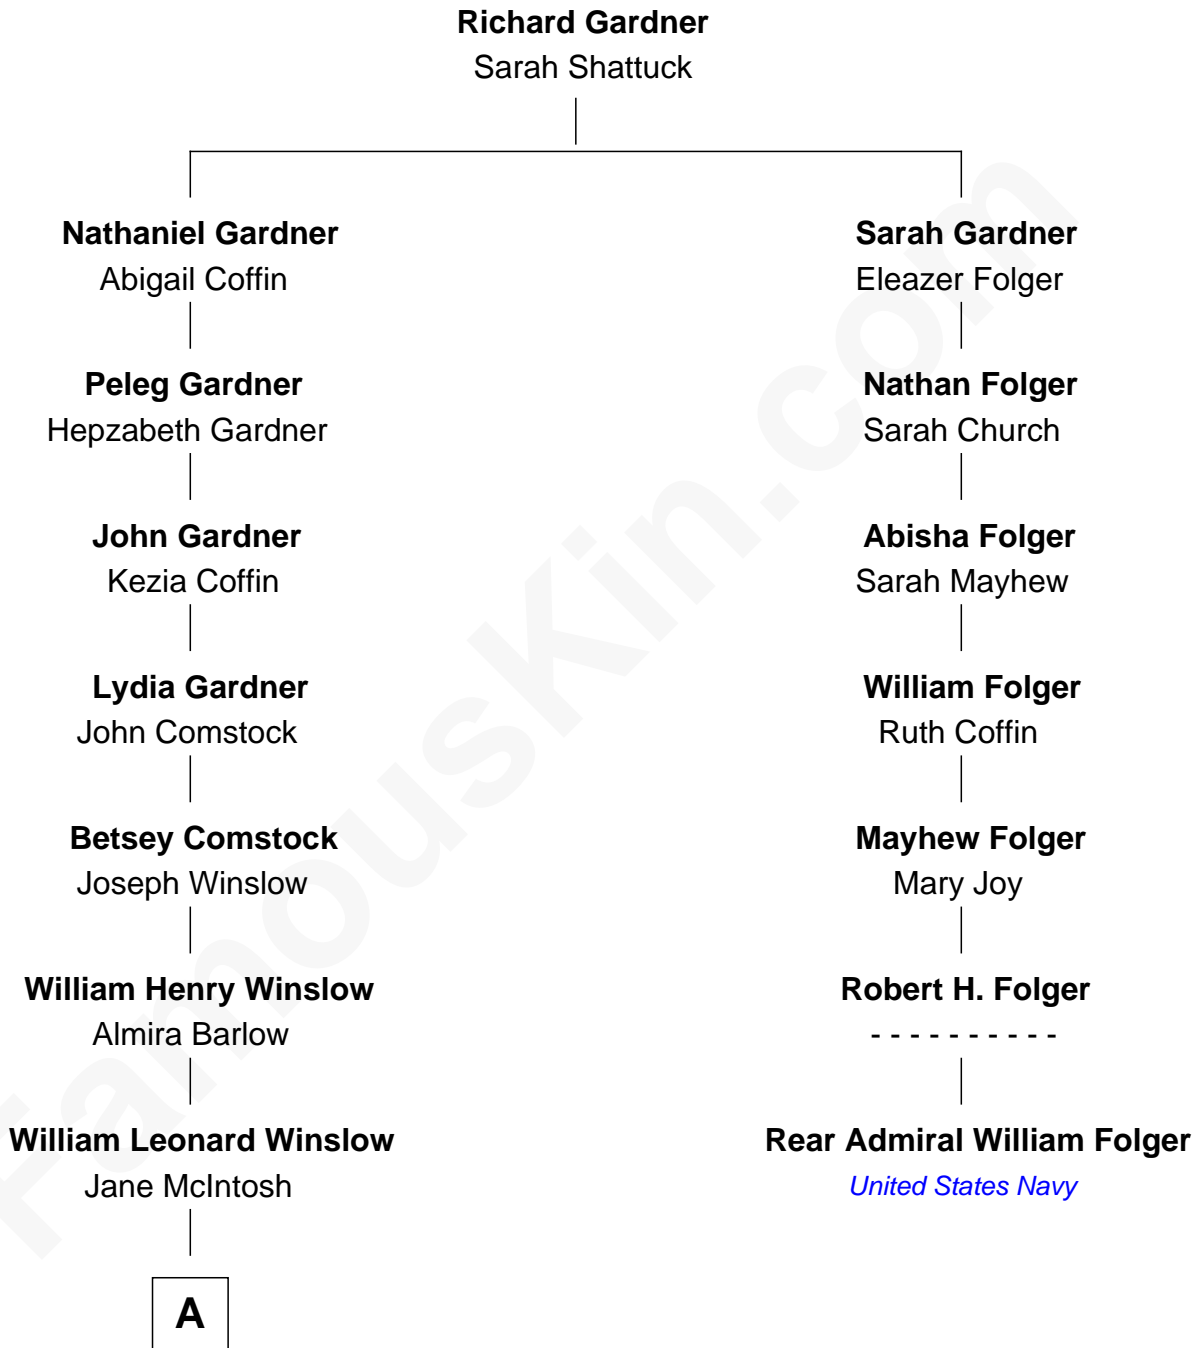 Richard Gardner
Sarah Shattuck
Nathaniel Gardner
Abigail Coffin
Sarah Gardner
Eleazer Folger
Peleg Gardner
Hepzabeth Gardner
Nathan Folger
Sarah Church
John Gardner
Kezia Coffin
Abisha Folger
Sarah Mayhew
Lydia Gardner
John Comstock
William Folger
Ruth Coffin
Betsey Comstock
Joseph Winslow
Mayhew Folger
Mary Joy
William Henry Winslow
Almira Barlow
Robert H. Folger
- - - - - - - - - -
William Leonard Winslow
Jane McIntosh
Rear Admiral William Folger
United States Navy
A
FamousKin.com